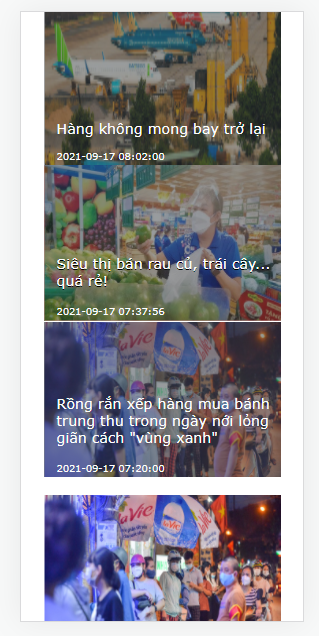 Hàng không mong bay trở lại
2021-09-17 08:02:00
Siêu thị bán rau củ, trái cây...
quá rẻ!
2021-09-17 07:37:56
Rồng rắn xếp hàng mua bánh
trung thu trong ngày nới lỏng
giãn cách "vùng xanh"
2021-09-17 07:20:00